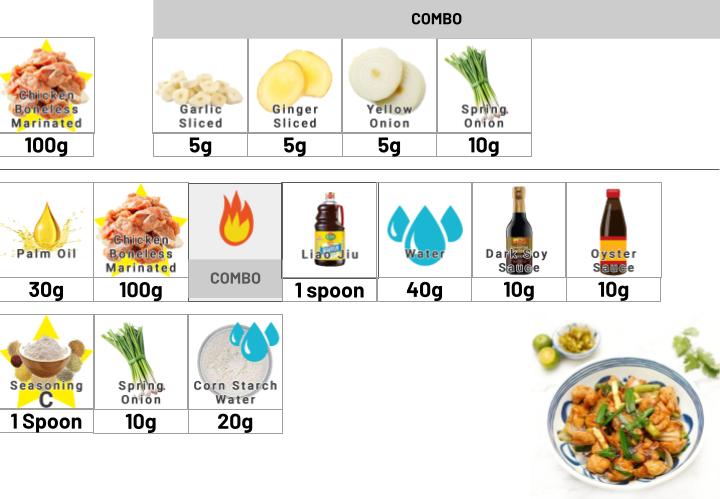 COMBO
Chicken
Boneless
Marinated
Garlic
Sliced
Ginger
Sliced
Yellow
Onion
Spring
Onion
100g
5g
5g
5g
10g
Palm Oil
Chicken
Boneless
Marinated
COMBO
Liao Jiu
Water
Dark Soy
Sauce
Oyster
Sauce
30g
100g
1 spoon
40g
10g
10g
Seasoning
C
Spring
Onion
Corn Starch
Water
1 Spoon
10g
20g